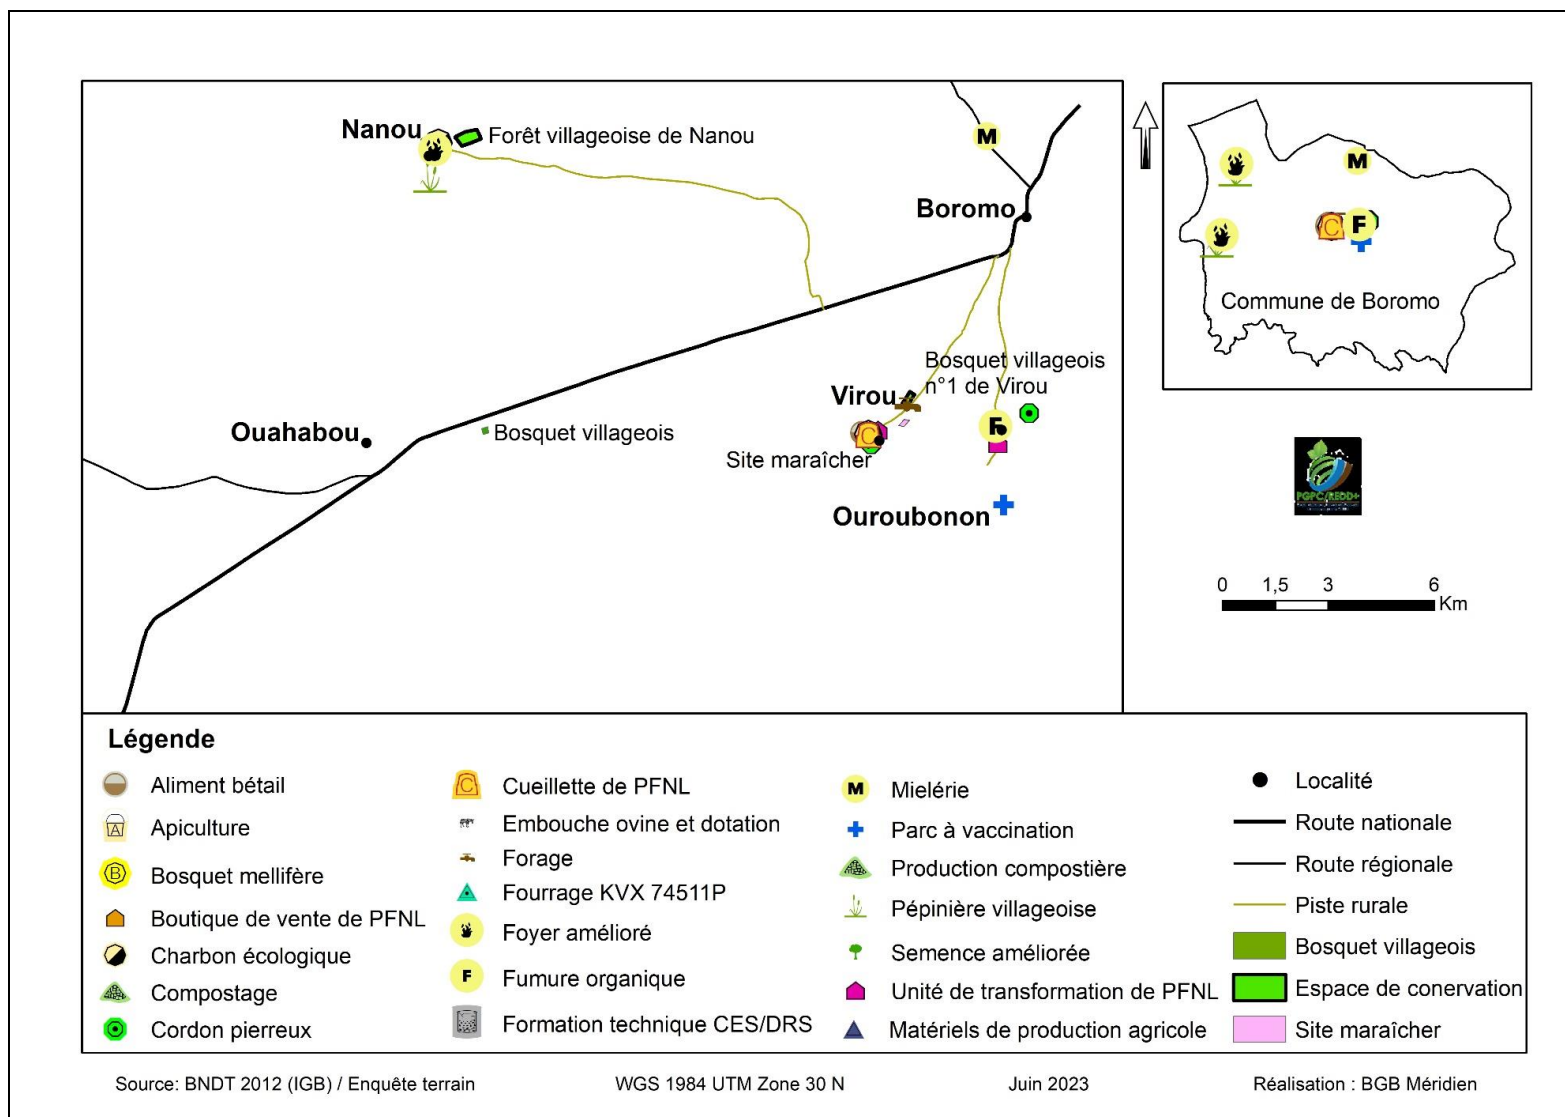 Nanou
Forêt villageoise de Nanou
M
Boromo
Bosquet villageois
n°1 de Virou
Virou
Ouahabou
Bosquet villageois
C
F
Site maraîcher
Ouroubonon
M
C
F
Commune de Boromo
PGPC/REDD+
0 1,5 3 6
Km
Légende
Aliment bétail
A Apiculture
B Bosquet mellifère
Boutique de vente de PFNL
Charbon écologique
Compostage
Cordon pierreux
C Cueillette de PFNL
Embouche ovine et dotation
Forage
Fourrage KVX 74511P
Foyer amélioré
F Fumure organique
Formation technique CES/DRS
M Mielérie
Parc à vaccination
Production compostière
Pépinière villageoise
Semence améliorée
Unité de transformation de PFNL
Matériels de production agricole
Localité
Route nationale
Route régionale
Piste rurale
Bosquet villageois
Espace de conervation
Site maraîcher
Source: BNDT 2012 (IGB) / Enquête terrain
WGS 1984 UTM Zone 30 N
Juin 2023
Réalisation : BGB Méridien